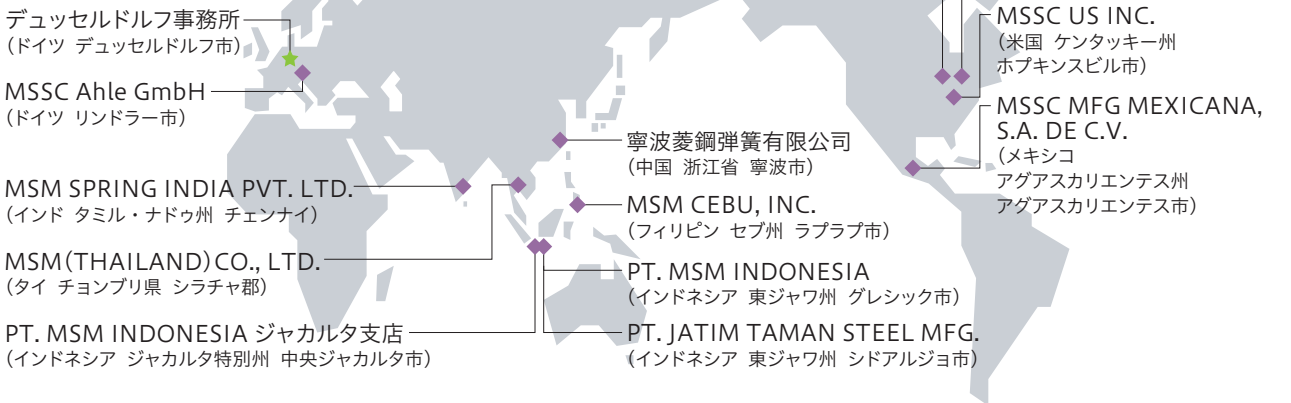 デュッセルドルフ事務所
（ドイツ デュッセルドルフ市）
MSSC Ahle GmbH
（ドイツ リンドラー市）
MSM SPRING INDIA PVT. LTD.
（インド タミル・ナドゥ州 チェンナイ）
MSM（THAILAND）CO., LTD.
（タイ チョンブリ県 シラチャ郡）
PT. MSM INDONESIA ジャカルタ支店
（インドネシア ジャカルタ特別州 中央ジャカルタ市）
寧波菱鋼弾簧有限公司
（中国 浙江省 寧波市）
MSM CEBU, INC.
（フィリピン セブ州 ラプラプ市）
PT. MSM INDONESIA
（インドネシア 東ジャワ州 グレシック市）
PT. JATIM TAMAN STEEL MFG.
（インドネシア 東ジャワ州 シドアルジョ市）
MSSC US INC.
（米国 ケンタッキー州
ホプキンスビル市）
MSSC MFG MEXICANA,
S.A. DE C.V.
（メキシコ
アグアスカリエンテス州
アグアスカリエンテス市）